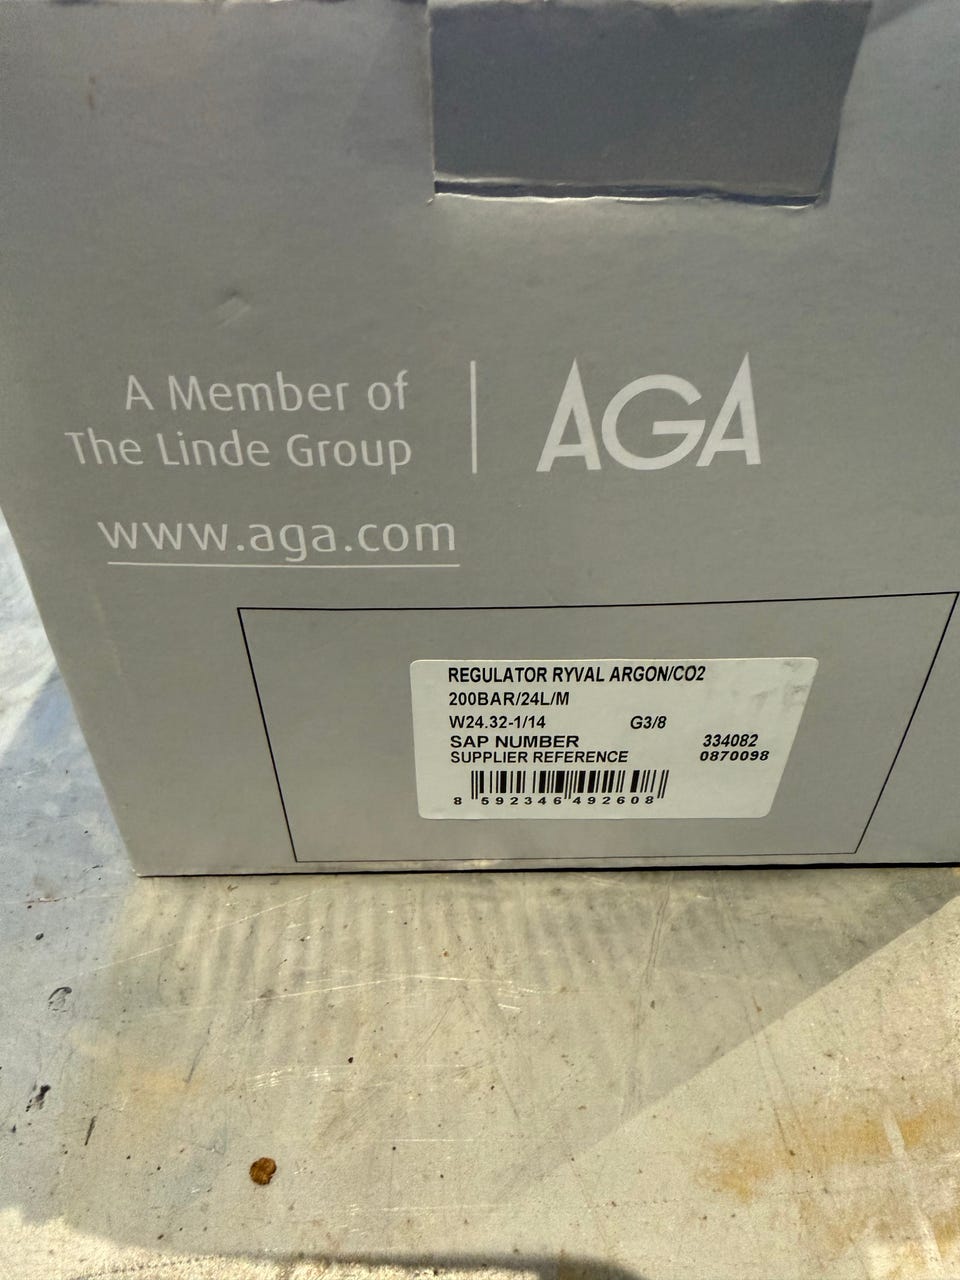 A Member of
The Linde Group
AGA
www.aga.com
REGULATOR RYVAL ARGON/CO2
200BAR/24L/M
W24.32-1/14 G3/8
SAP NUMBER 334082
SUPPLIER REFERENCE 0870098
8 592346 492608